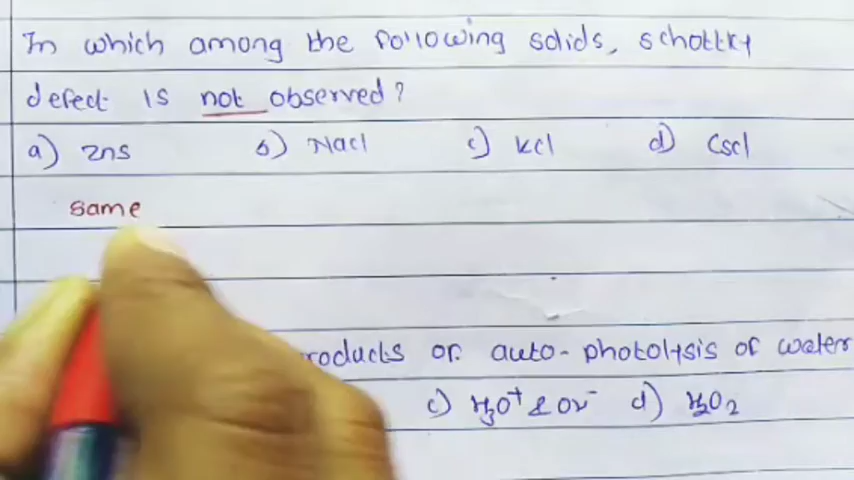 In which among the following solids, schottky
defect is not observed?
a) Zns b) Nacl c) Kcl d) Cscl
same
roducts or auto-photolysis of water
c) H3O+ & OH- d) H2O2